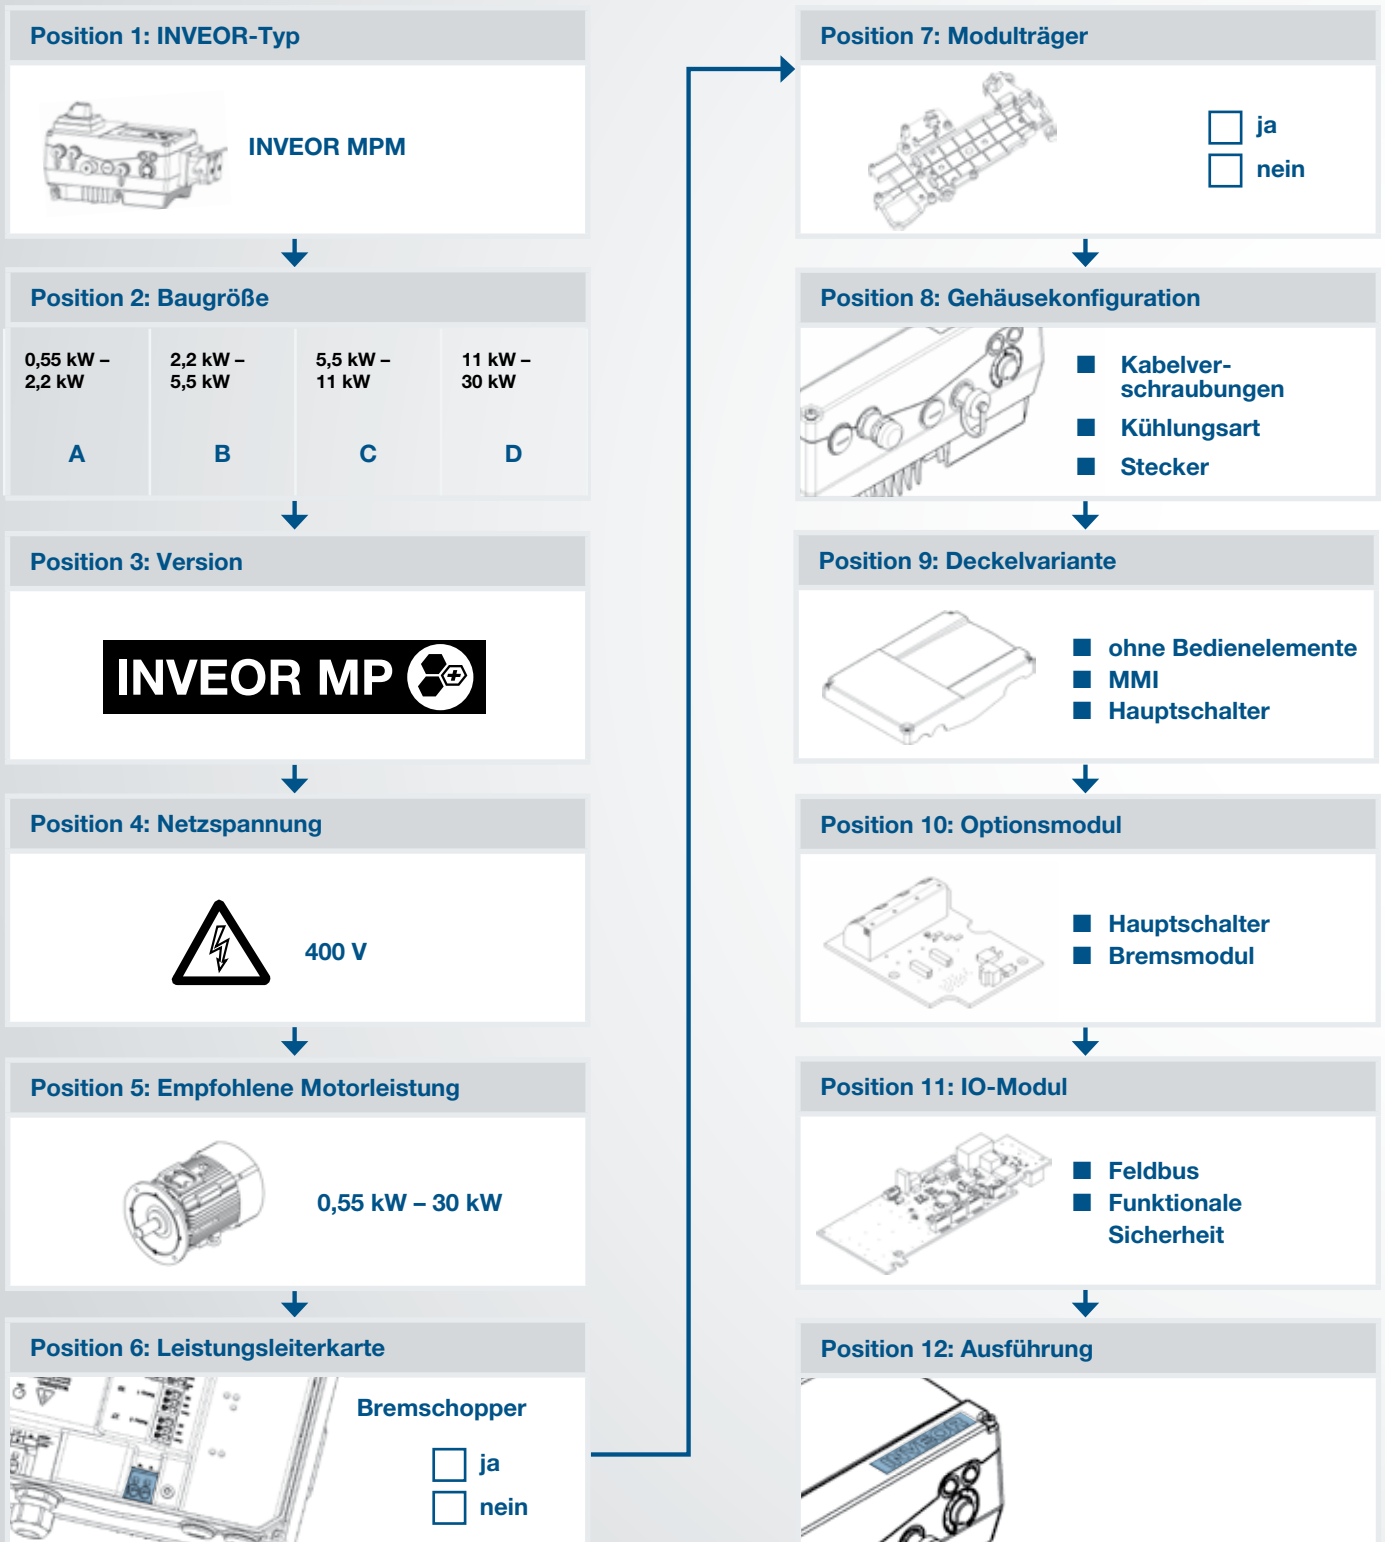 Position 1: INVEOR-Typ
INVEOR MPM
Position 2: Baugröße
0,55 kW –
2,2 kW
A
2,2 kW –
5,5 kW
B
5,5 kW –
11 kW
C
11 kW –
30 kW
D
Position 3: Version
INVEOR MP
Position 4: Netzspannung
400 V
Position 5: Empfohlene Motorleistung
0,55 kW – 30 kW
Position 6: Leistungsleiterkarte
Bremschopper
ja
nein
Position 7: Modulträger
ja
nein
Position 8: Gehäusekonfiguration
Kabelver-
schraubungen
Kühlungsart
Stecker
Position 9: Deckelvariante
ohne Bedienelemente
MMI
Hauptschalter
Position 10: Optionsmodul
Hauptschalter
Bremsmodul
Position 11: IO-Modul
Feldbus
Funktionale
Sicherheit
Position 12: Ausführung
INVEOR